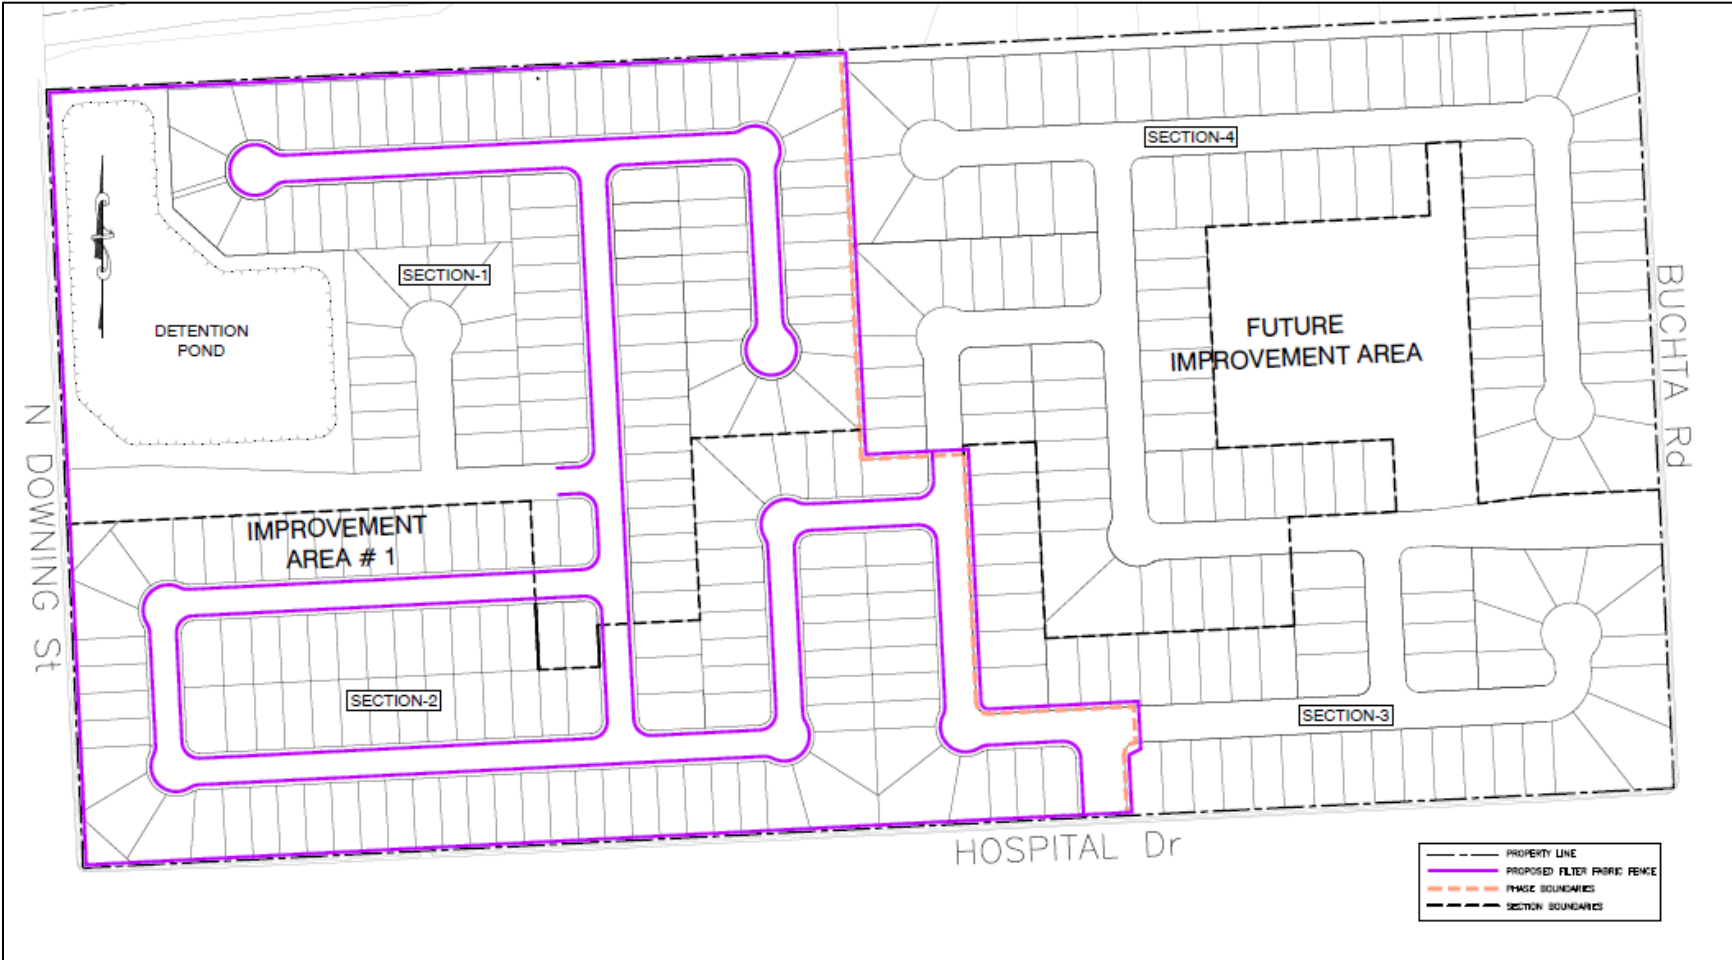 SECTION-4
SECTION-1
DETENTION
POND
FUTURE
IMPROVEMENT AREA
BUCHTA Rd
N DOWNING St
IMPROVEMENT
AREA # 1
SECTION-2
SECTION-3
HOSPITAL Dr
PROPERTY LINE
PROPOSED FILTER FABRIC FENCE
PHASE BOUNDARIES
SECTION BOUNDARIES